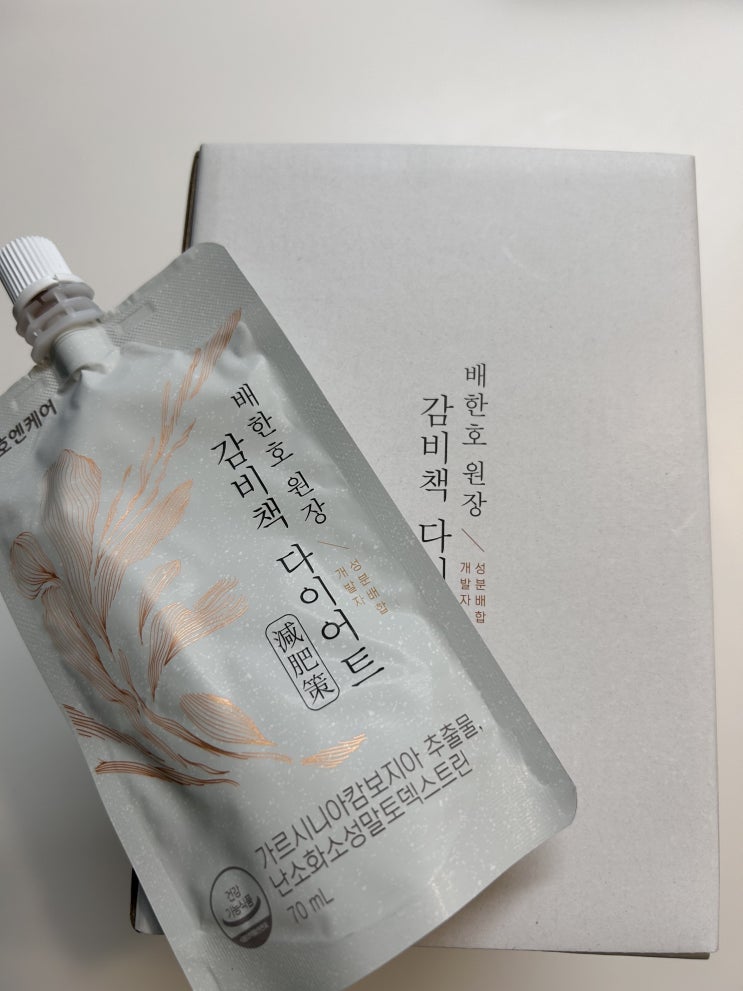 호엔케어
배한호 원장
감비책 다이어트
성분배합
개발자
減肥策
가르시니아캄보지아 추출물,
난소화소성말토덱스트린
70 mL
건강
기능식품
배한호 원장
감비책 다이
성분배합
개발자